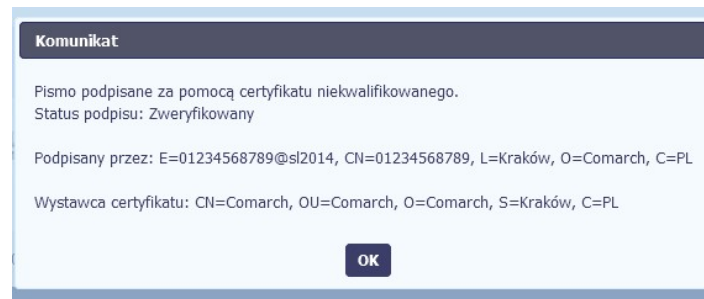 Komunikat
Pismo podpisane za pomocą certyfikatu niekwalifikowanego.
Status podpisu: Zweryfikowany
Podpisany przez: E=01234568789@sl2014, CN=01234568789, L=Kraków, O=Comarch, C=PL
Wystawca certyfikatu: CN=Comarch, OU=Comarch, O=Comarch, S=Kraków, C=PL
OK